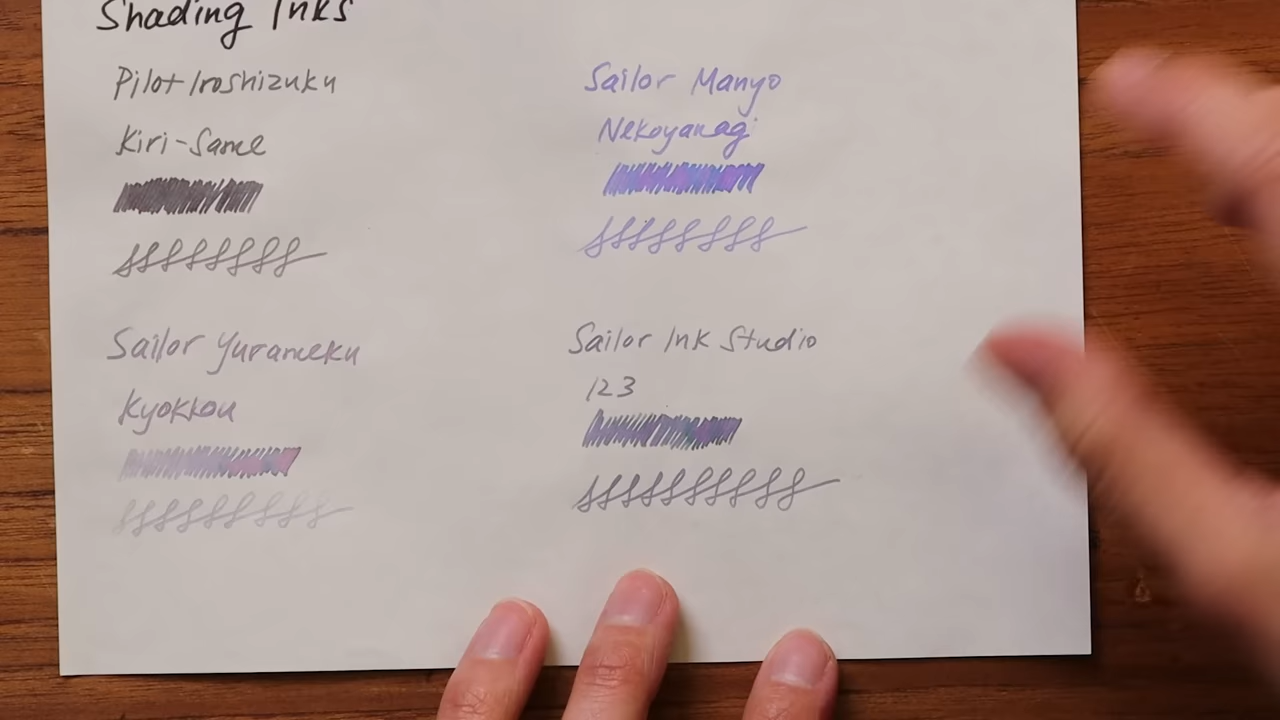 Shading Inks
Pilot Iroshizuku
Kiri-Same
Sailor Manyo
Nekoyanagi
Sailor Yurameku
Kyokkou
Sailor Ink Studio
123